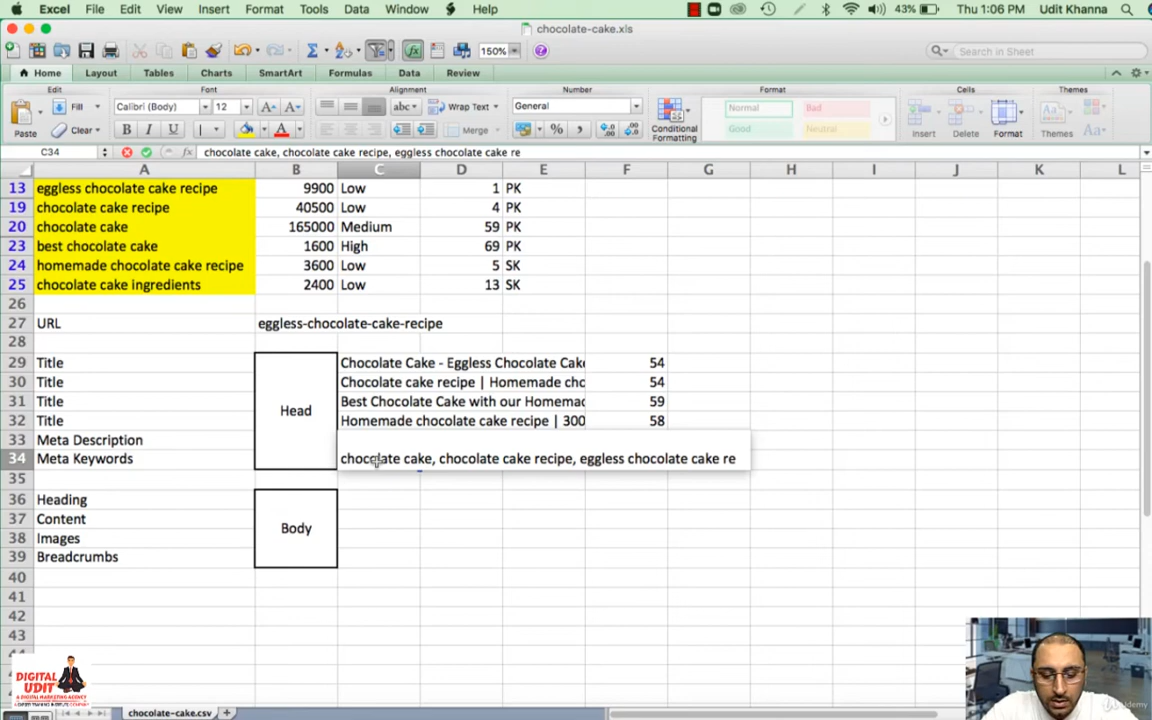 Excel File Edit View Insert Format Tools Data Window Help 43% Thu 1:06 PM Udit Khanna
chocolate-cake.xls
150% Search in Sheet
Home Layout Tables Charts SmartArt Formulas Data Review
Edit Font Alignment Number Format Cells Themes
Fill Calibri (Body) 12 A A abc Wrap Text General Normal Bad
Paste Clear B I U A Merge % Conditional Formatting Good Neutral Insert Delete Format Themes Aa
C34 fx chocolate cake, chocolate cake recipe, eggless chocolate cake re
A B C D E F G H I J K L
13 eggless chocolate cake recipe 9900 Low 1 PK
19 chocolate cake recipe 40500 Low 4 PK
20 chocolate cake 165000 Medium 59 PK
23 best chocolate cake 1600 High 69 PK
24 homemade chocolate cake recipe 3600 Low 5 SK
25 chocolate cake ingredients 2400 Low 13 SK
26
27 URL eggless-chocolate-cake-recipe
28
29 Title Chocolate Cake - Eggless Chocolate Cake 54
30 Title Chocolate cake recipe | Homemade cho 54
31 Title Head Best Chocolate Cake with our Homemad 59
32 Title Homemade chocolate cake recipe | 300 58
33 Meta Description
34 Meta Keywords chocolate cake, chocolate cake recipe, eggless chocolate cake re
35
36 Heading
37 Content Body
38 Images
39 Breadcrumbs
40
41
42
43
DIGITAL
UDIT
A DIGITAL MARKETING AGENCY
chocolate-cake.csv
Udemy